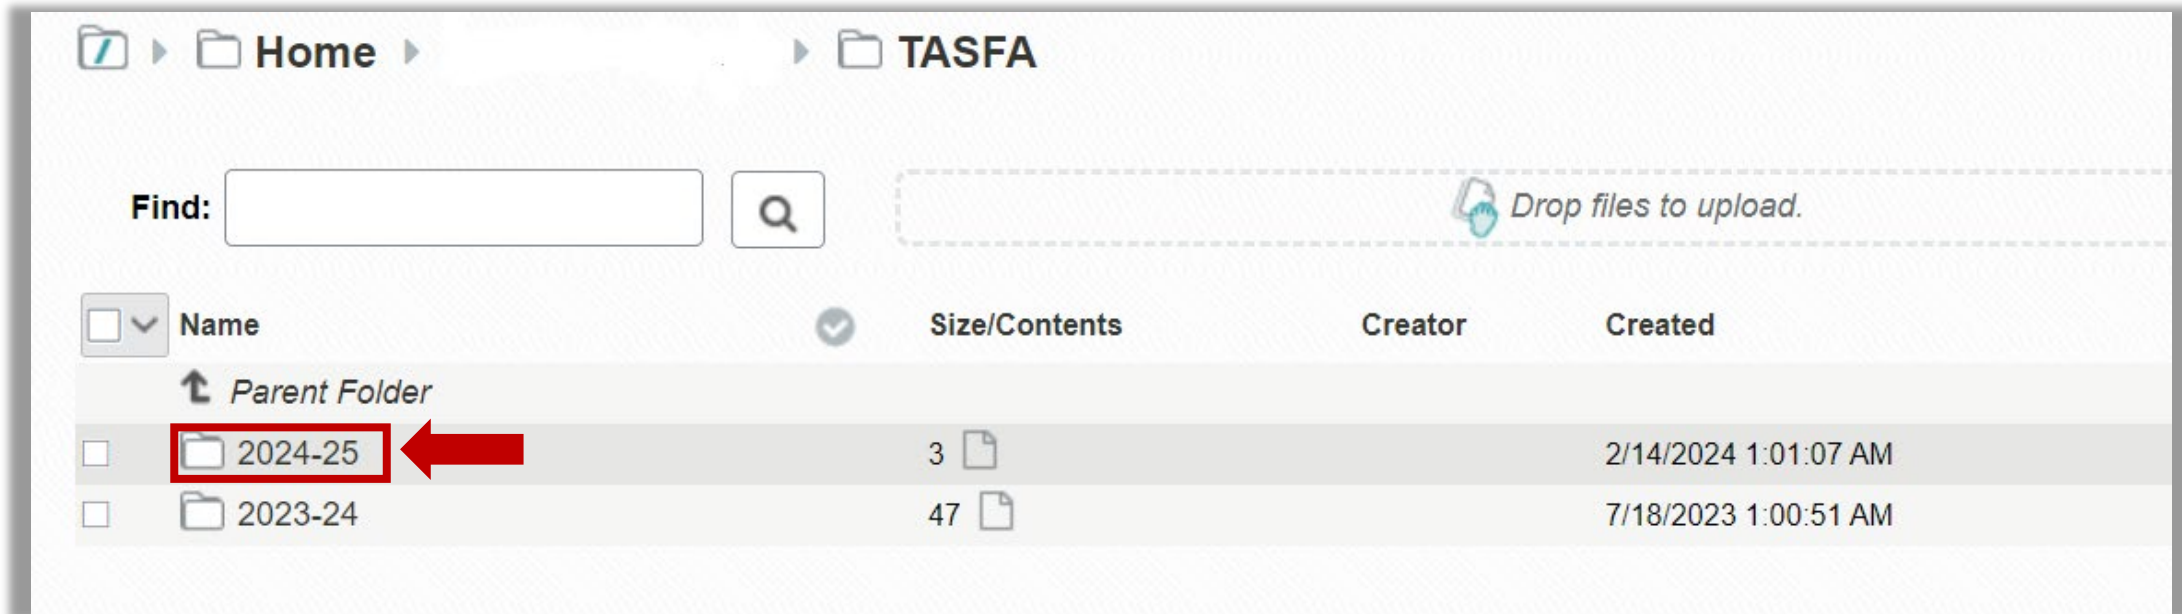 Home TASFA
Find:
Drop files to upload.
Name Size/Contents Creator Created
Parent Folder
2024-25 3 2/14/2024 1:01:07 AM
2023-24 47 7/18/2023 1:00:51 AM